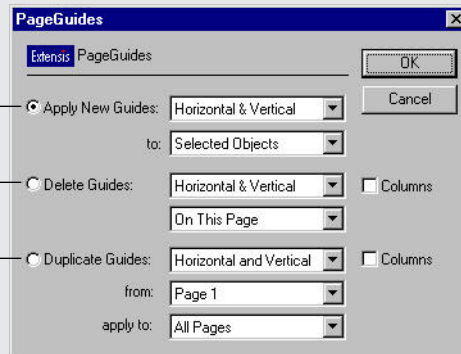 PageGuides
Extensis PageGuides
OK
Cancel
Apply New Guides: Horizontal & Vertical
to: Selected Objects
Delete Guides: Horizontal & Vertical Columns
On This Page
Duplicate Guides: Horizontal and Vertical Columns
from: Page 1
apply to: All Pages